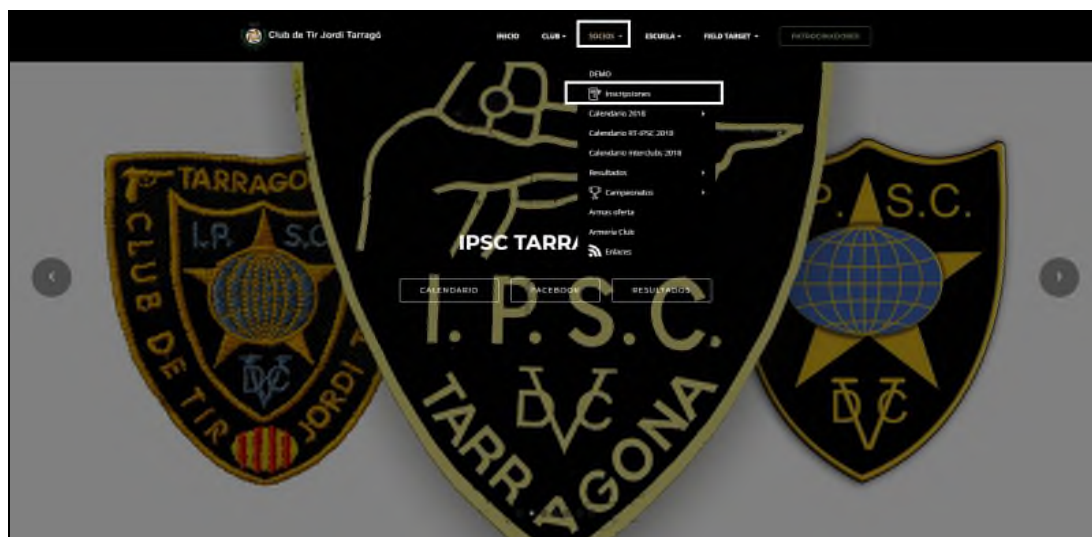 Club de Tir Jordi Tarragó
INICIO CLUB SOCIOS ESCUELA FIELD TARGET PATROCINADORES
DEMO
Inscripciones
Calendario 2018
Calendario RT-IPSC 2018
Calendario Interclubs 2018
Resultados
Campeonatos
Armas oferta
Armeria Club
Enlaces
IPSC TARRA
CALENDARIO FACEBOOK RESULTADOS
TARRAGO
I.P. S.C
CLUB DE TIR JORDI T
DVC
I. P. S. C.
DVC
TARRAGONA
P. S.C.
DVC